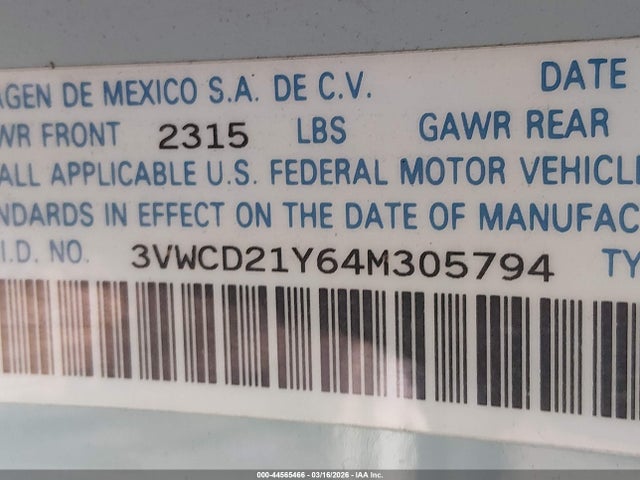 AGEN DE MEXICO S.A. DE C.V. DATE
WR FRONT 2315 LBS GAWR REAR
ALL APPLICABLE U.S. FEDERAL MOTOR VEHICLE
NDARDS IN EFFECT ON THE DATE OF MANUFAC
I.D. NO. 3VWCD21Y64M305794 TY
000-44565466 | 03/16/2026 | IAA Inc.